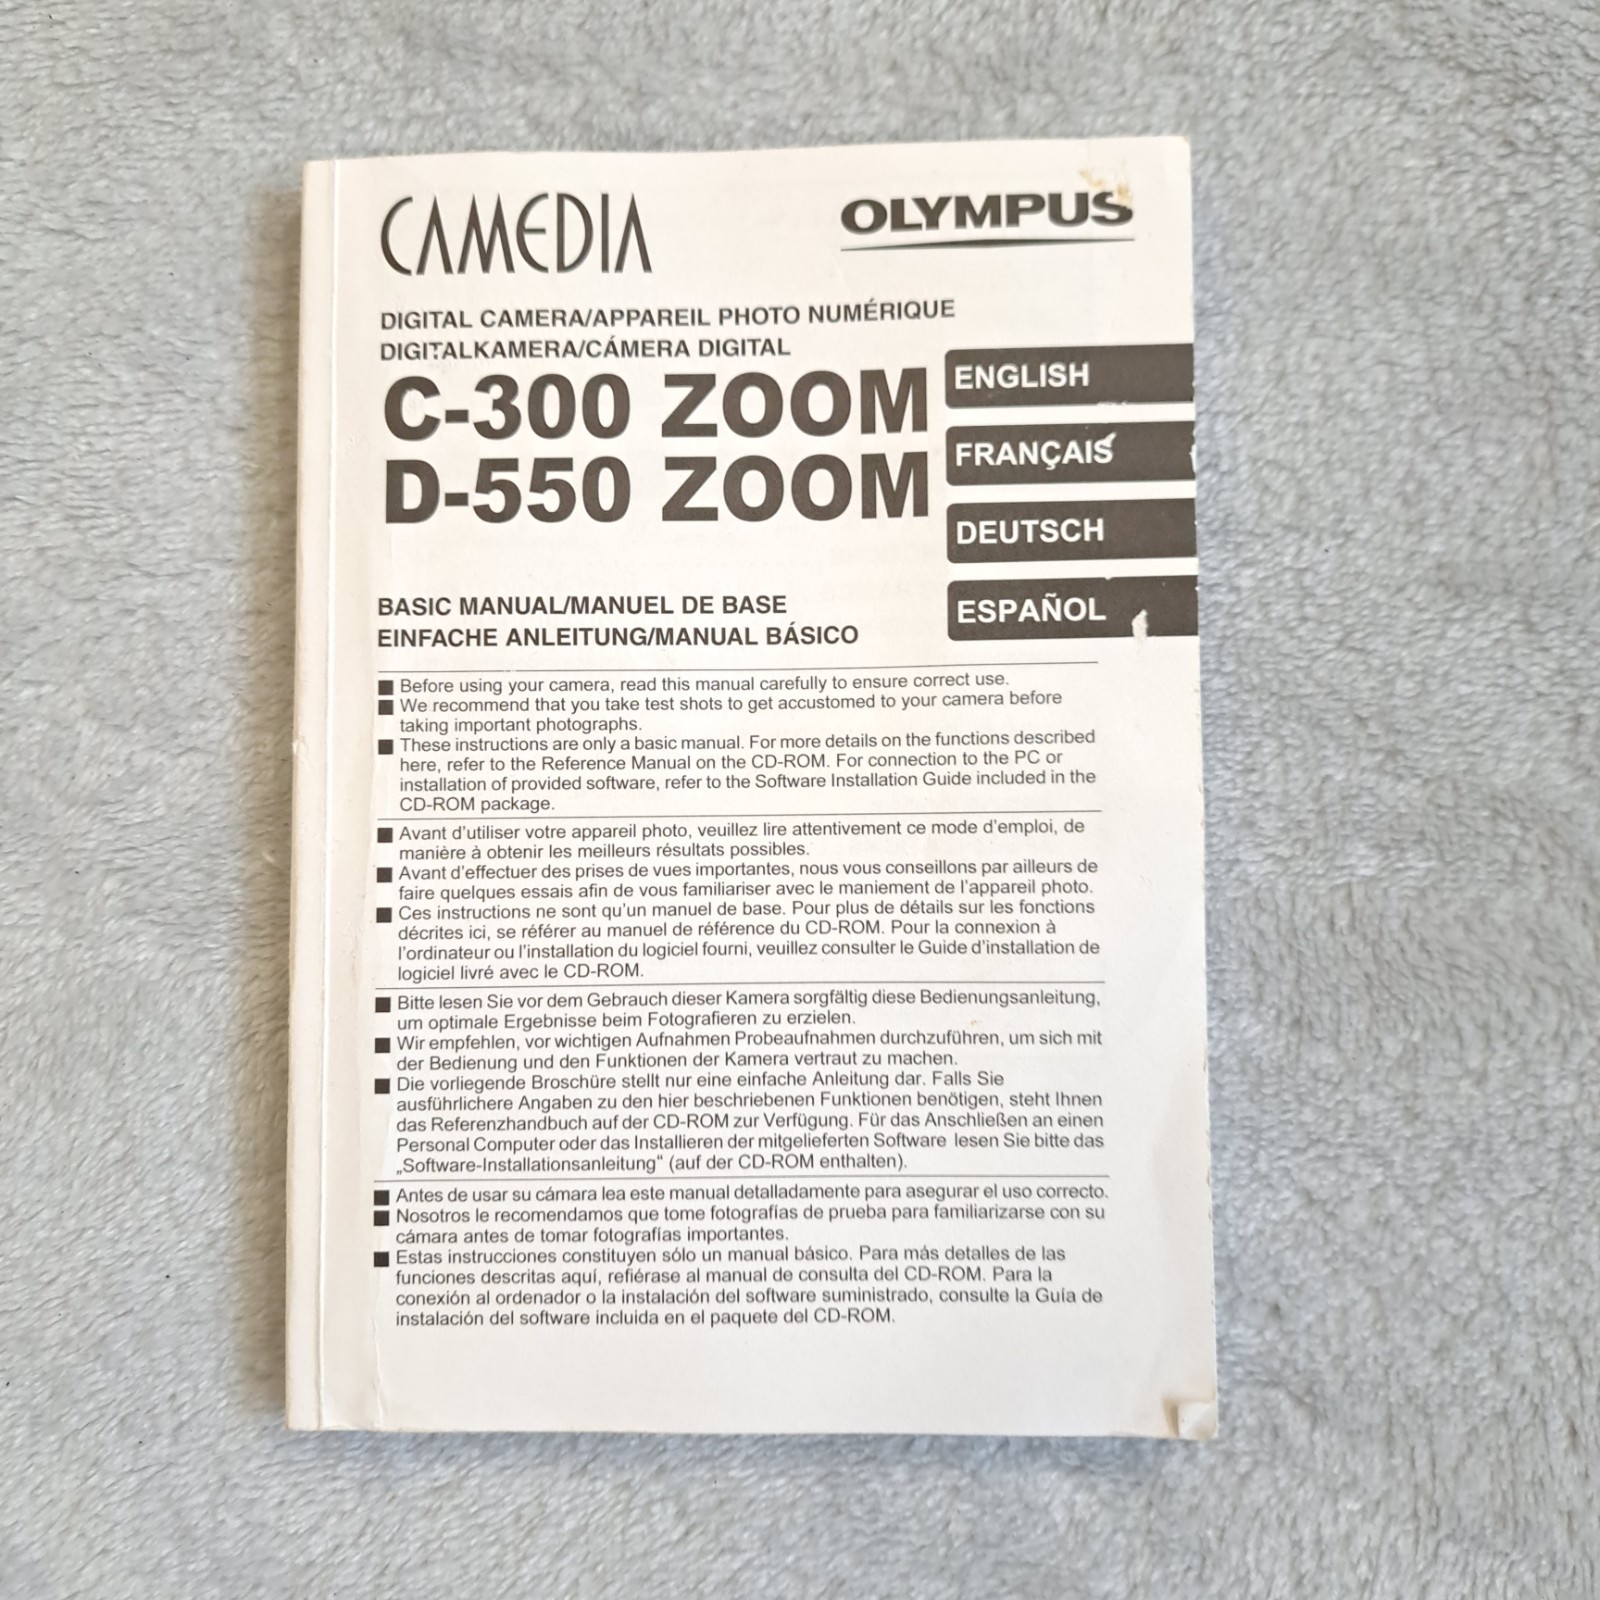 CAMEDIA
OLYMPUS
DIGITAL CAMERA/APPAREIL PHOTO NUMÉRIQUE
DIGITALKAMERA/CÁMERA DIGITAL
C-300 ZOOM
D-550 ZOOM
ENGLISH
FRANÇAIS
DEUTSCH
ESPAÑOL
BASIC MANUAL/MANUEL DE BASE
EINFACHE ANLEITUNG/MANUAL BÁSICO
■ Before using your camera, read this manual carefully to ensure correct use.
■ We recommend that you take test shots to get accustomed to your camera before
taking important photographs.
■ These instructions are only a basic manual. For more details on the functions described
here, refer to the Reference Manual on the CD-ROM. For connection to the PC or
installation of provided software, refer to the Software Installation Guide included in the
CD-ROM package.
■ Avant d'utiliser votre appareil photo, veuillez lire attentivement ce mode d'emploi, de
manière à obtenir les meilleurs résultats possibles.
■ Avant d'effectuer des prises de vues importantes, nous vous conseillons par ailleurs de
faire quelques essais afin de vous familiariser avec le maniement de l'appareil photo.
■ Ces instructions ne sont qu'un manuel de base. Pour plus de détails sur les fonctions
décrites ici, se référer au manuel de référence du CD-ROM. Pour la connexion à
l'ordinateur ou l'installation du logiciel fourni, veuillez consulter le Guide d'installation de
logiciel livré avec le CD-ROM.
■ Bitte lesen Sie vor dem Gebrauch dieser Kamera sorgfältig diese Bedienungsanleitung,
um optimale Ergebnisse beim Fotografieren zu erzielen.
■ Wir empfehlen, vor wichtigen Aufnahmen Probeaufnahmen durchzuführen, um sich mit
der Bedienung und den Funktionen der Kamera vertraut zu machen.
■ Die vorliegende Broschüre stellt nur eine einfache Anleitung dar. Falls Sie
ausführlichere Angaben zu den hier beschriebenen Funktionen benötigen, steht Ihnen
das Referenzhandbuch auf der CD-ROM zur Verfügung. Für das Anschließen an einen
Personal Computer oder das Installieren der mitgelieferten Software lesen Sie bitte das
„Software-Installationsanleitung“ (auf der CD-ROM enthalten).
■ Antes de usar su cámara lea este manual detalladamente para asegurar el uso correcto.
■ Nosotros le recomendamos que tome fotografías de prueba para familiarizarse con su
cámara antes de tomar fotografías importantes.
■ Estas instrucciones constituyen sólo un manual básico. Para más detalles de las
funciones descritas aquí, refiérase al manual de consulta del CD-ROM. Para la
conexión al ordenador o la instalación del software suministrado, consulte la Guía de
instalación del software incluida en el paquete del CD-ROM.